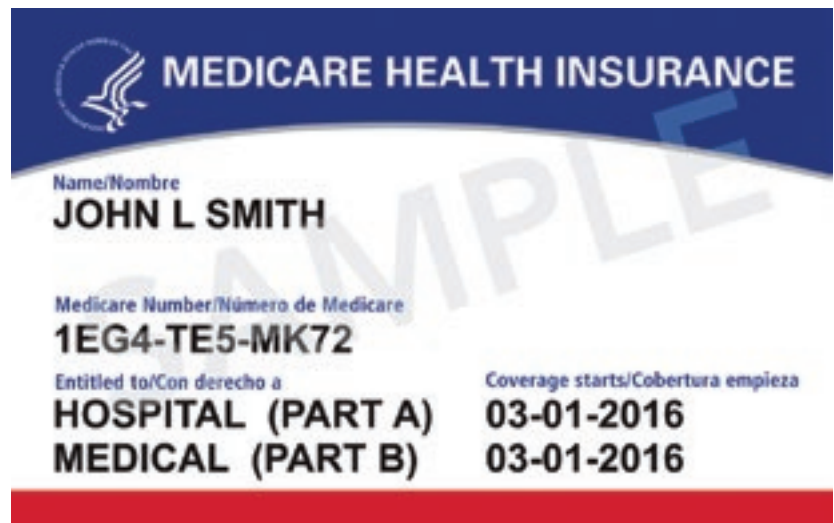 MEDICARE HEALTH INSURANCE
SAMPLE
Name/Nombre
JOHN L SMITH
Medicare Number/Número de Medicare
1EG4-TE5-MK72
Entitled to/Con derecho a Coverage starts/Cobertura empieza
HOSPITAL (PART A) 03-01-2016
MEDICAL (PART B) 03-01-2016